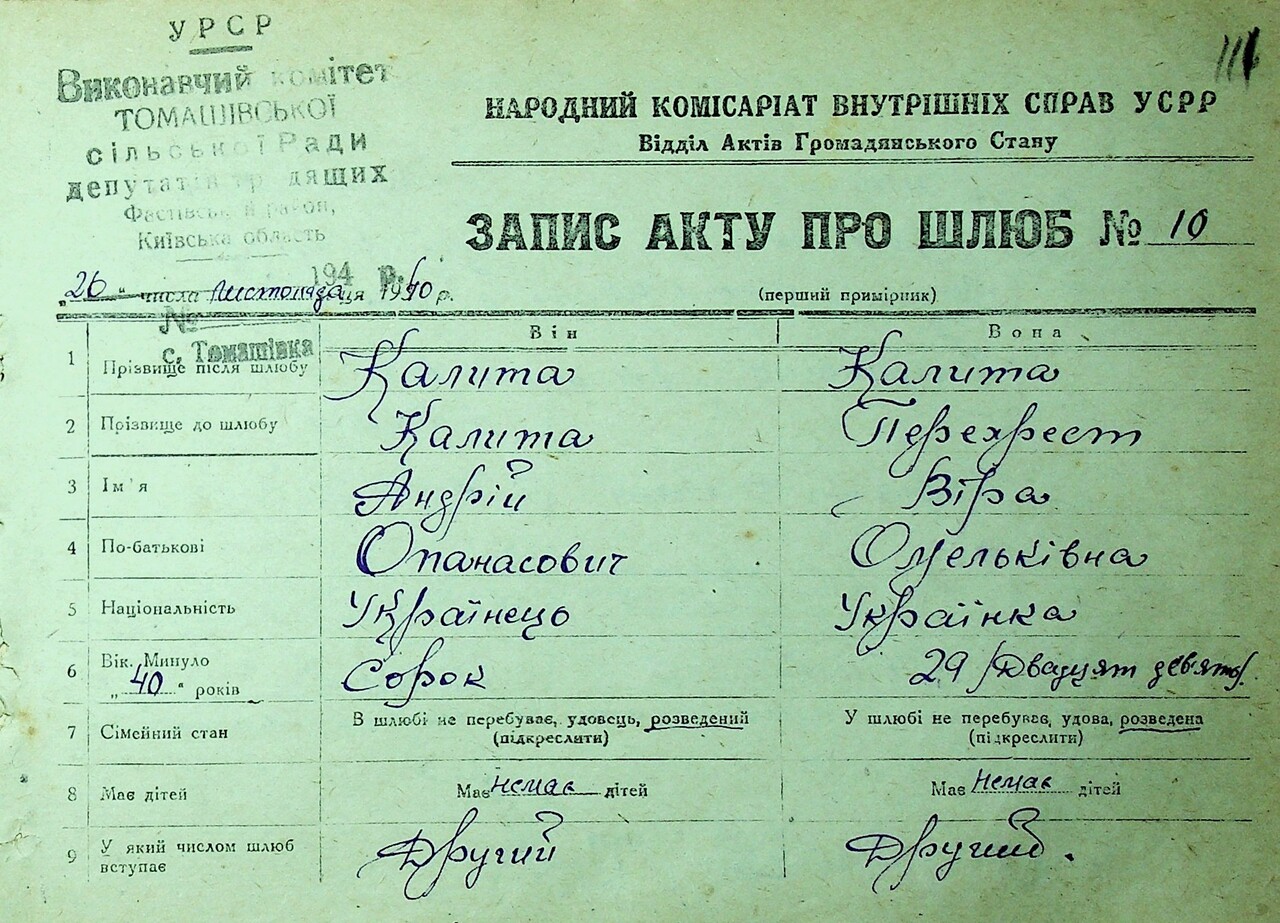 УРСР
Виконавчий комітет
ТОМАШІВСЬКОЇ
сільської Ради
депутатів трудящих
Фастівський район,
Київська область
194 р.
№
с. Томашівка
111
НАРОДНИЙ КОМІСАРІАТ ВНУТРІШНІХ СПРАВ УСРР
Відділ Актів Громадянського Стану
ЗАПИС АКТУ ПРО ШЛЮБ № 10
„26“ числа листопада ця 1940 р.
(перший примірник)
Він Вона
1 Прізвище після шлюбу Калита Калита
2 Прізвище до шлюбу Калита Перехрест
3 Ім'я Андрій Віра
4 По-батькові Опанасович Омельківна
5 Національність Українець Українка
6 Вік. Минуло „40“ років Сорок 29 /Двадцят девять/
7 Сімейний стан В шлюбі не перебуває, удовець, розведений (підкреслити) У шлюбі не перебуває, удова, розведена (підкреслити)
8 Має дітей Має немає дітей Має немає дітей
9 У який числом шлюб вступає Другий Другий.